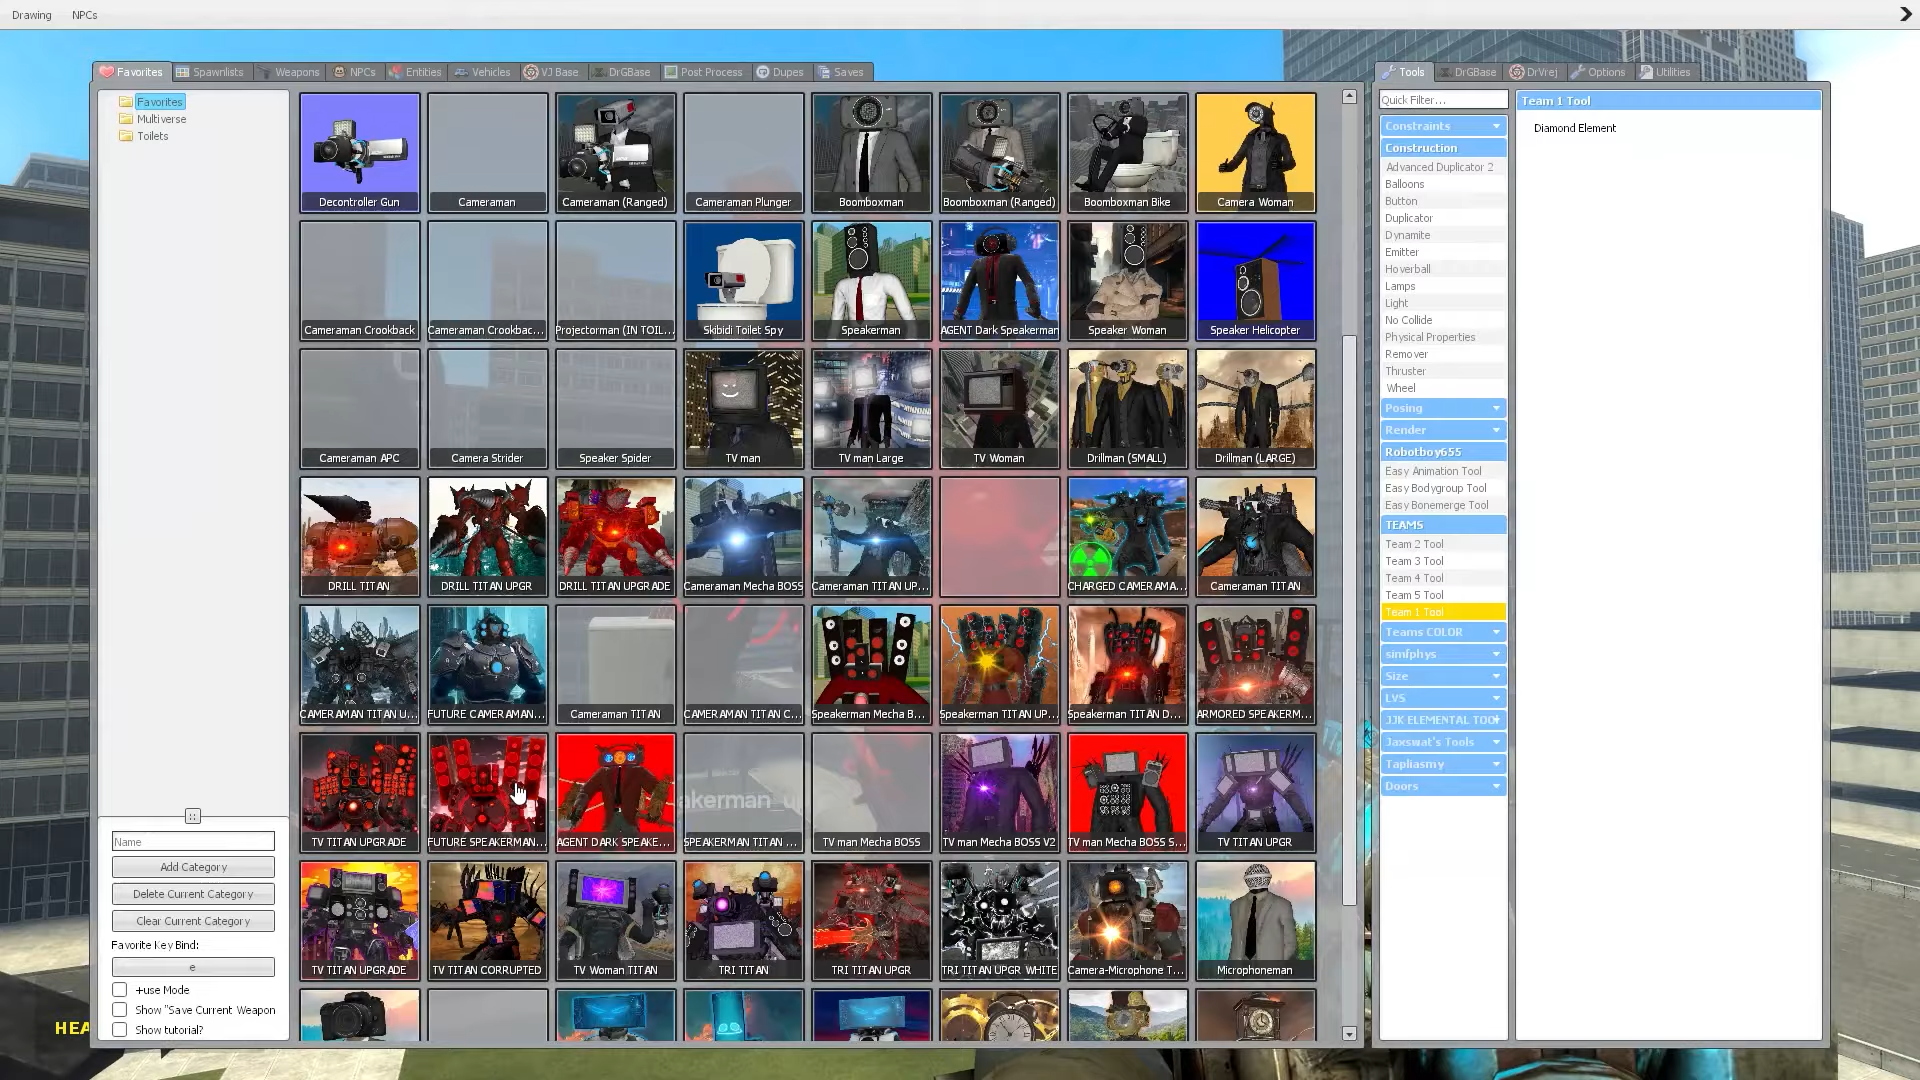 Drawing NPCs
Favorites Spawnlists Weapons NPCs Entities Vehicles VJ Base DrGBase Post Process Dupes Saves
Tools DrGBase DrVrej Options Utilities
Favorites
Multiverse
Toilets
Decontroller Gun
Cameraman
Cameraman (Ranged)
Cameraman Plunger
Boomboxman
Boomboxman (Ranged)
Boomboxman Bike
Camera Woman
Cameraman Crookback
Cameraman Crookbac...
Projectorman (IN TOIL...
Skibidi Toilet Spy
Speakerman
AGENT Dark Speakerman
Speaker Woman
Speaker Helicopter
Cameraman APC
Camera Strider
Speaker Spider
TV man
TV man Large
TV Woman
Drillman (SMALL)
Drillman (LARGE)
DRILL TITAN
DRILL TITAN UPGR
DRILL TITAN UPGRADE
Cameraman Mecha BOSS
Cameraman TITAN UP...
CHARGED CAMERAMA...
Cameraman TITAN
CAMERAMAN TITAN U...
FUTURE CAMERAMAN...
Cameraman TITAN
CAMERAMAN TITAN C...
Speakerman Mecha B...
Speakerman TITAN UP...
Speakerman TITAN D...
ARMORED SPEAKERM...
TV TITAN UPGRADE
FUTURE SPEAKERMAN...
AGENT DARK SPEAKE...
SPEAKERMAN TITAN ...
TV man Mecha BOSS
TV man Mecha BOSS V2
TV man Mecha BOSS S...
TV TITAN UPGR
TV TITAN UPGRADE
TV TITAN CORRUPTED
TV Woman TITAN
TRI TITAN
TRI TITAN UPGR
TRI TITAN UPGR WHITE
Camera-Microphone T...
Microphoneman
Name
Add Category
Delete Current Category
Clear Current Category
Favorite Key Bind:
e
+use Mode
Show "Save Current Weapon
Show tutorial?
HEA
Quick Filter...
Constraints
Construction
Advanced Duplicator 2
Balloons
Button
Duplicator
Dynamite
Emitter
Hoverball
Lamps
Light
No Collide
Physical Properties
Remover
Thruster
Wheel
Posing
Render
Robotboy655
Easy Animation Tool
Easy Bodygroup Tool
Easy Bonemerge Tool
TEAMS
Team 2 Tool
Team 3 Tool
Team 4 Tool
Team 5 Tool
Team 1 Tool
Teams COLOR
simfphys
Size
LVS
JJK ELEMENTAL TOO
Jaxswat's Tools
Tapliasmy
Doors
Team 1 Tool
Diamond Element